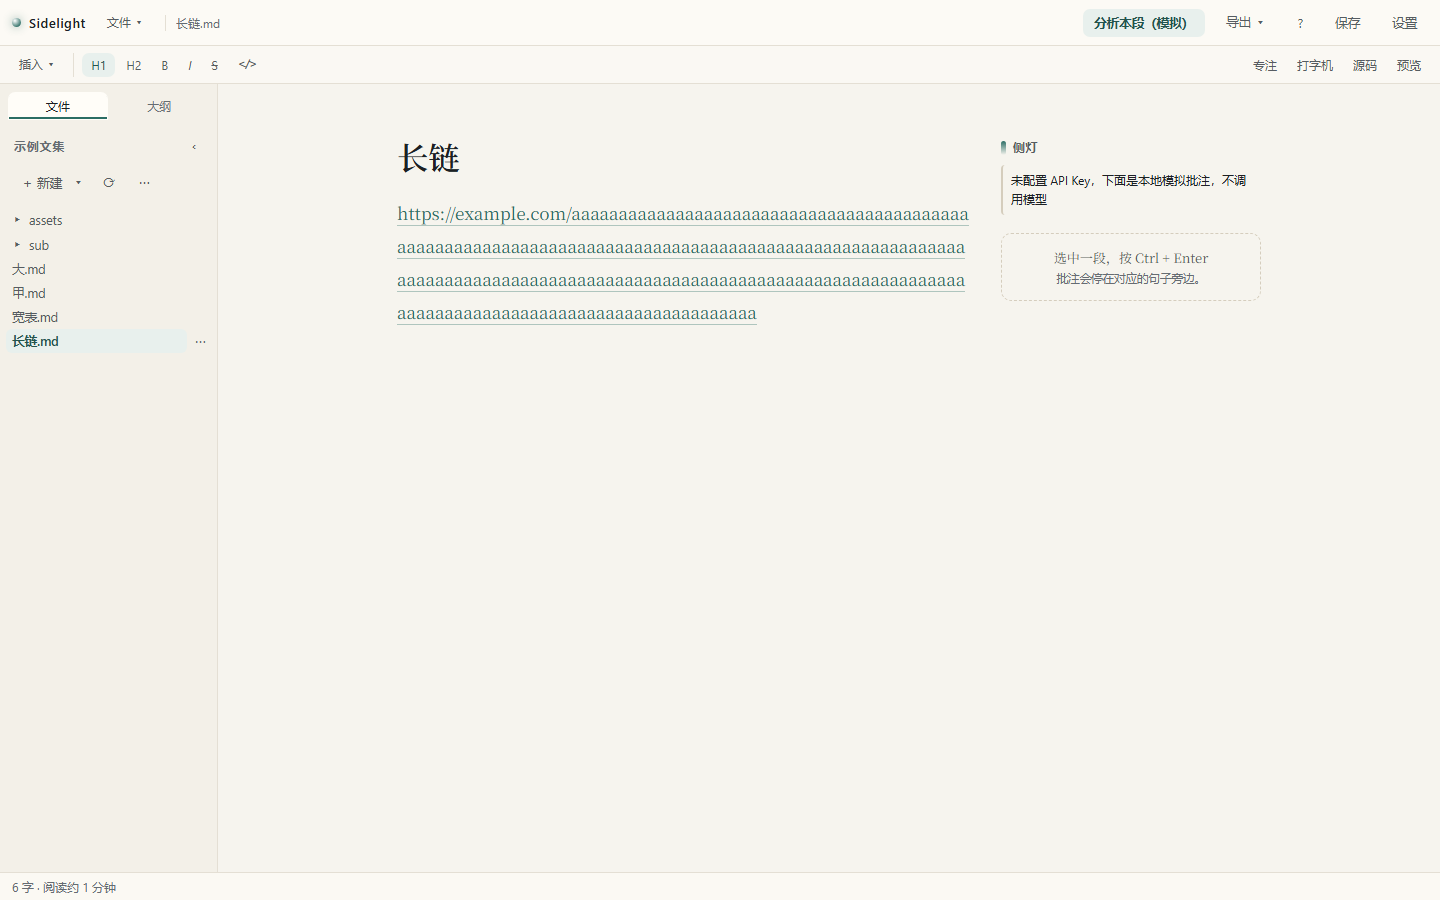 Sidelight 文件 长链.md 分析本段（模拟） 导出 ? 保存 设置
插入 H1 H2 B I S </> 专注 打字机 源码 预览
文件 大纲
示例文集
+ 新建 ...
assets
sub
大.md
甲.md
宽表.md
长链.md ...
长链
https://example.com/aaaaaaaaaaaaaaaaaaaaaaaaaaaaaaaaaaaaaaaaaa
aaaaaaaaaaaaaaaaaaaaaaaaaaaaaaaaaaaaaaaaaaaaaaaaaaaaaaaaaaaa
aaaaaaaaaaaaaaaaaaaaaaaaaaaaaaaaaaaaaaaaaaaaaaaaaaaaaaaaaaaa
aaaaaaaaaaaaaaaaaaaaaaaaaaaaaaaaaaaaaa
侧灯
未配置 API Key，下面是本地模拟批注，不调
用模型
选中一段，按 Ctrl + Enter
批注会停在对应的句子旁边。
6 字 · 阅读约 1 分钟